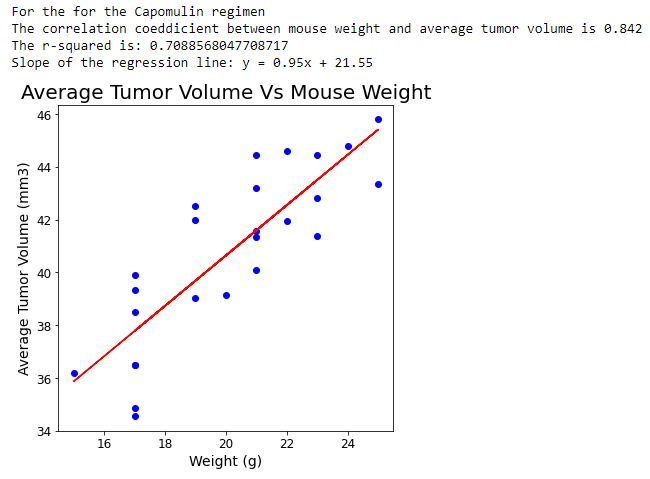 For the for the Capomulin regimen
The correlation coeddicient between mouse weight and average tumor volume is 0.842
The r-squared is: 0.7088568047708717
Slope of the regression line: y = 0.95x + 21.55
Average Tumor Volume Vs Mouse Weight
46
44
42
40
38
36
34
Average Tumor Volume (mm3)
16 18 20 22 24
Weight (g)